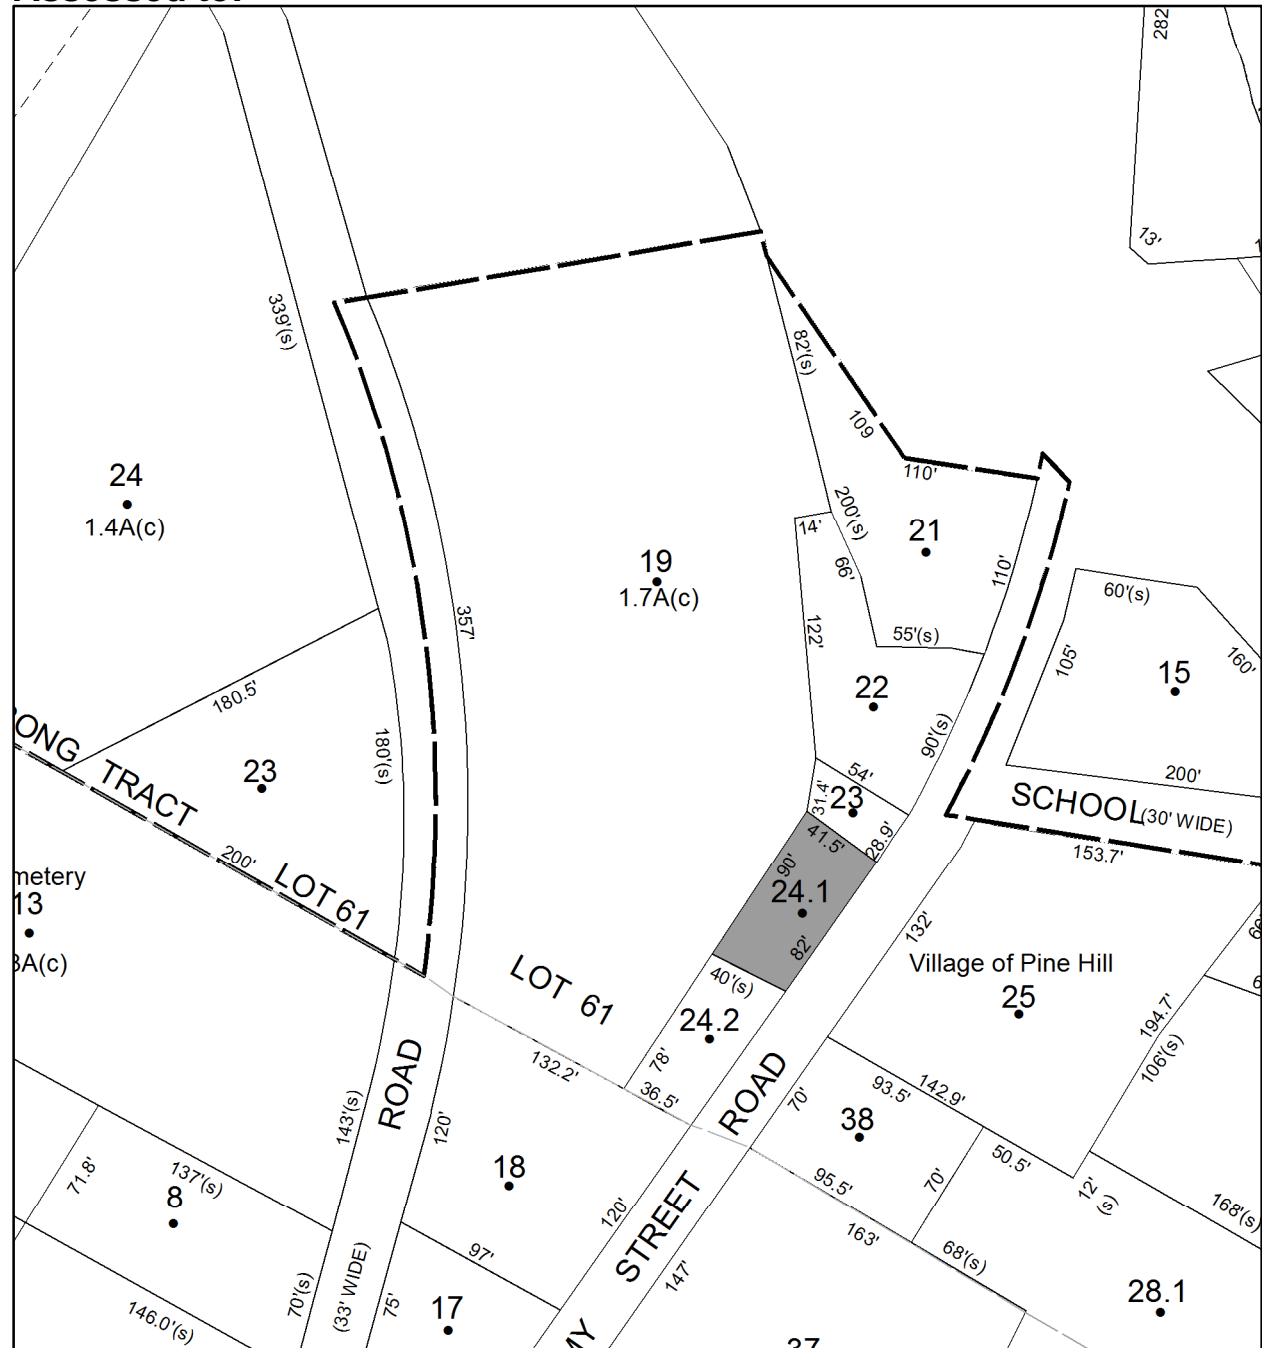 282
13'
339'(s)
82'(s)
109
110'
24
1.4A(c)
200'(s)
14'
21
66'
19
1.7A(c)
110'
60'(s)
357'
122'
55'(s)
105'
160'
15
180.5'
22
90'(s)
180'(s)
TRACT
23
54'
200'
31.4'
23
SCHOOL (30' WIDE)
41.5'
28.9'
153.7'
200'
LOT 61
90'
24.1
13
132'
82'
Village of Pine Hill
25
LOT 61
40'(s)
24.2
194.7'
106'(s)
ROAD
132.2'
78'
36.5'
ROAD
70'
93.5'
142.9'
143'(s)
120'
38
50.5'
71.8'
137'(s)
8
18
95.5'
70'
12'
(s)
168'(s)
120'
STREET
163'
68'(s)
97'
147'
70'(s)
(33' WIDE)
75'
146.0'(s)
17
28.1